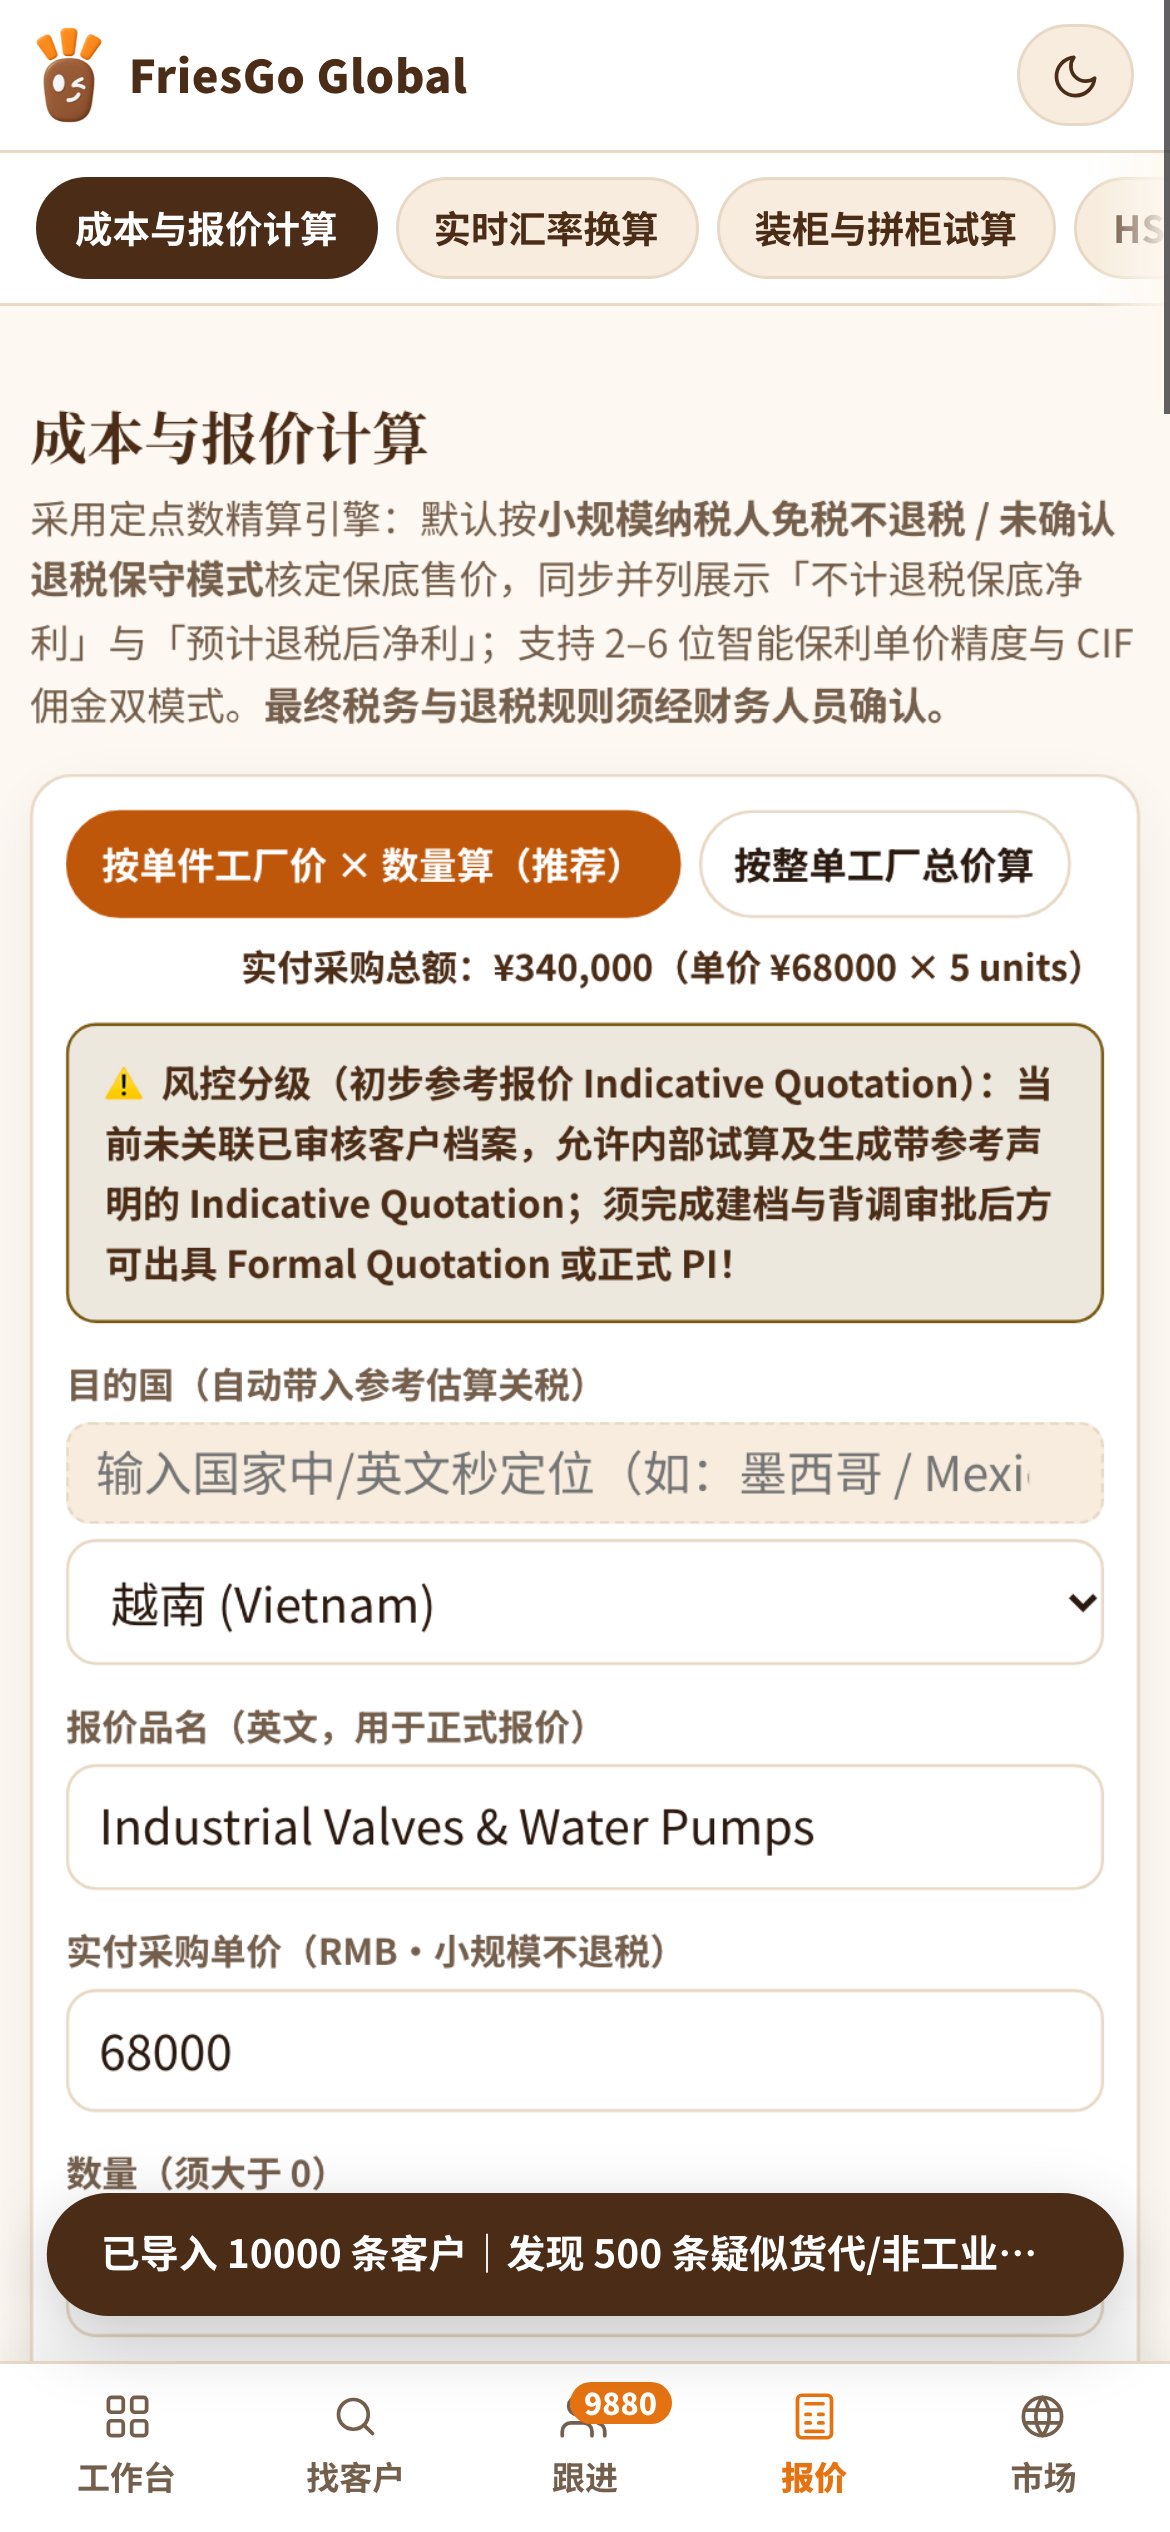 FriesGo Global
成本与报价计算
实时汇率换算
装柜与拼柜试算
HS
成本与报价计算
采用定点数精算引擎：默认按小规模纳税人免税不退税 / 未确认
退税保守模式核定保底售价，同步并列展示「不计退税保底净
利」与「预计退税后净利」；支持 2–6 位智能保利单价精度与 CIF
佣金双模式。最终税务与退税规则须经财务人员确认。
按单件工厂价 × 数量算（推荐）
按整单工厂总价算
实付采购总额：¥340,000（单价 ¥68000 × 5 units）
⚠️ 风控分级（初步参考报价 Indicative Quotation）：当
前未关联已审核客户档案，允许内部试算及生成带参考声
明的 Indicative Quotation；须完成建档与背调审批后方
可出具 Formal Quotation 或正式 PI！
目的国（自动带入参考估算关税）
输入国家中/英文秒定位（如：墨西哥 / Mexi
越南 (Vietnam)
报价品名（英文，用于正式报价）
Industrial Valves & Water Pumps
实付采购单价（RMB·小规模不退税）
68000
数量（须大于 0）
已导入 10000 条客户｜发现 500 条疑似货代/非工业…
9880
工作台
找客户
跟进
报价
市场